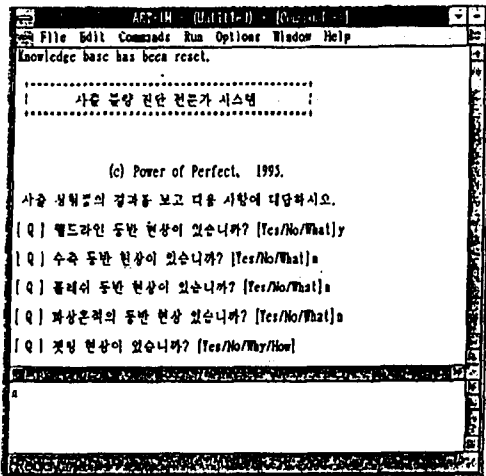 ART-IM - (Untitled) -
File Edit Commands Run Options Window Help
Knowledge base has been reset.
사출 불량 진단 전문가 시스템
(c) Power of Perfect, 1995.
사출 성형품의 결과를 보고 다음 사항에 대답하시오.
[ Q ] 웰드라인 동반 현상이 있습니까? [Yes/No/What]y
[ Q ] 수축 동반 현상이 있습니까? [Yes/No/What]n
[ Q ] 플래쉬 동반 현상이 있습니까? [Yes/No/What]n
[ Q ] 파상흔적의 동반 현상 있습니까? [Yes/No/What]n
[ Q ] 젯팅 현상이 있습니까? [Yes/No/Why/How]